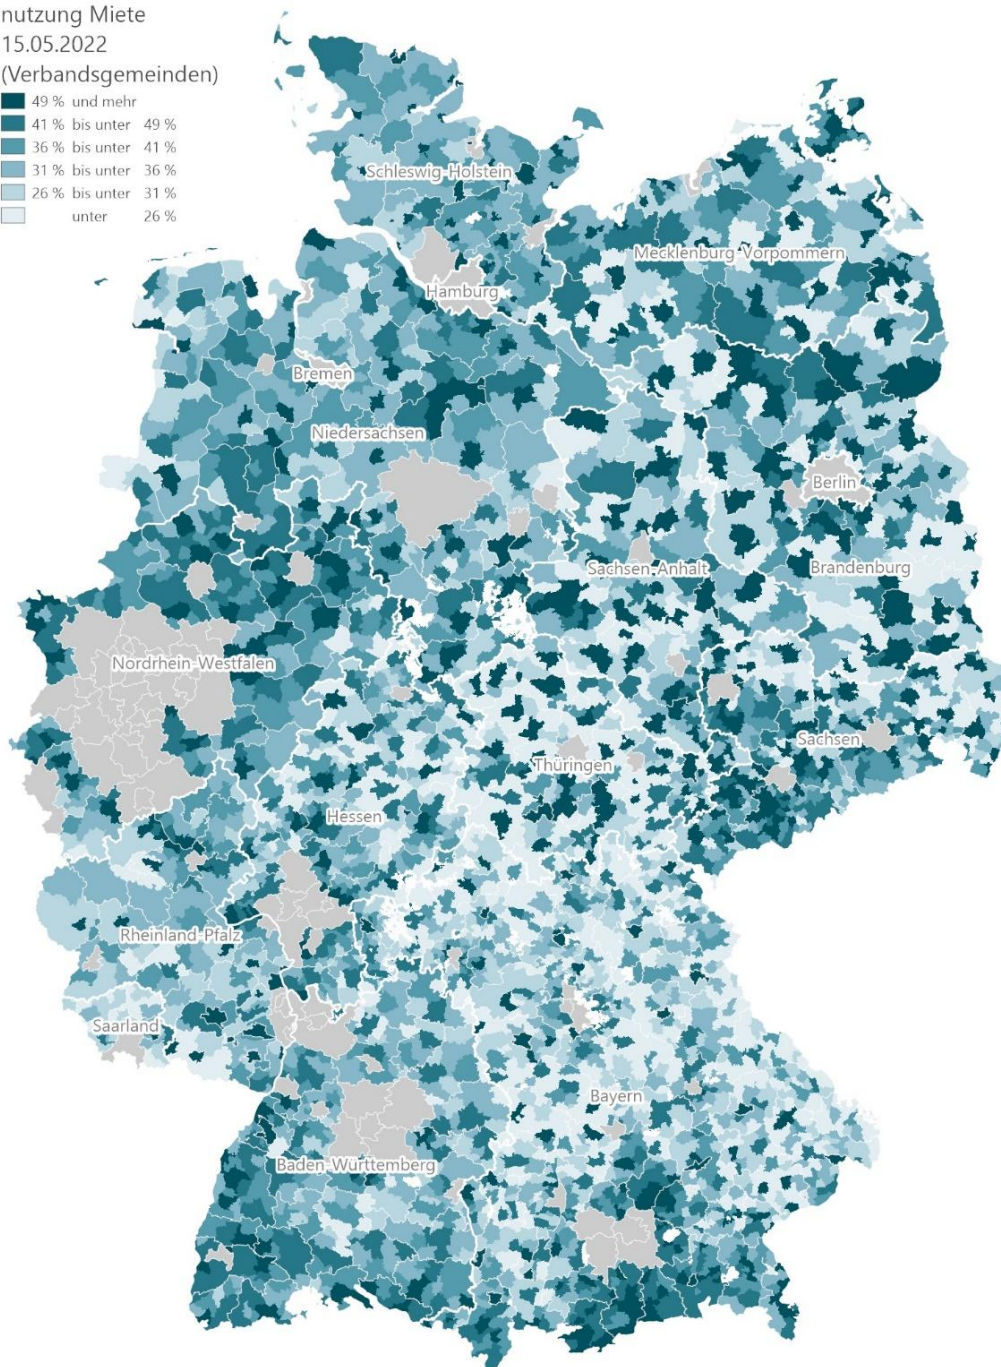 nutzung Miete
15.05.2022
(Verbandsgemeinden)
49 % und mehr
41 % bis unter 49 %
36 % bis unter 41 %
31 % bis unter 36 %
26 % bis unter 31 %
unter 26 %
Schleswig-Holstein
Mecklenburg-Vorpommern
Hamburg
Bremen
Niedersachsen
Berlin
Sachsen-Anhalt
Brandenburg
Nordrhein-Westfalen
Sachsen
Thüringen
Hessen
Rheinland-Pfalz
Saarland
Bayern
Baden-Württemberg